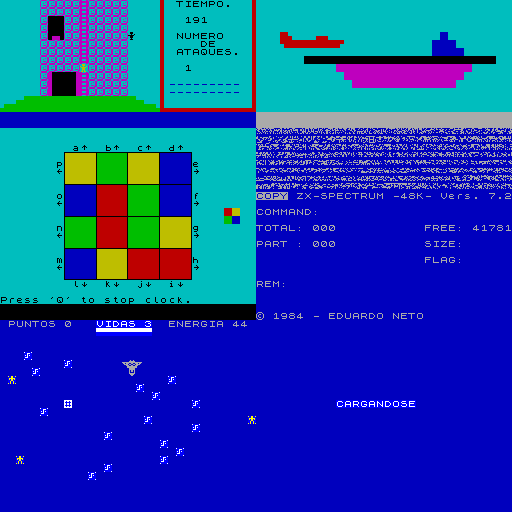 TIEMPO.
191
NUMERO
DE
ATAQUES.
1
a↑ b↑ c↑ d↑
p e
o f
n g
m h
l↓ k↓ j↓ i↓
Press 'Q' to stop clock.
COPY ZX-SPECTRUM -48K- Vers. 7.2
COMMAND:
TOTAL: 000 FREE: 41781
PART : 000 SIZE:
FLAG:
REM:
© 1984 - EDUARDO NETO
PUNTOS 0 VIDAS 3 ENERGIA 44
CARGANDOSE